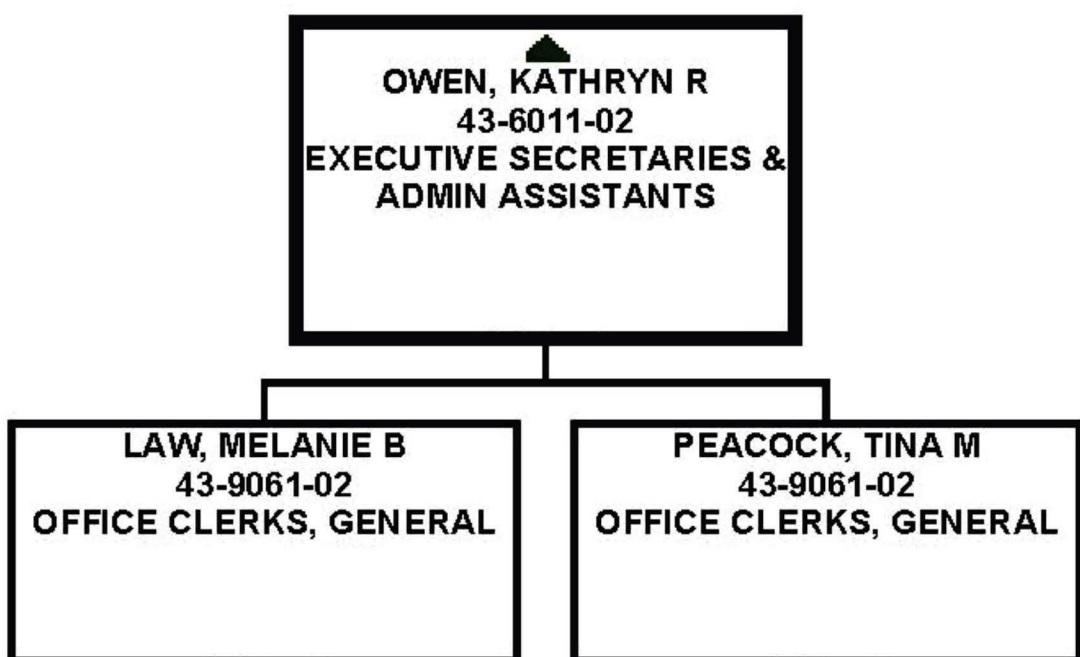 OWEN, KATHRYN R
43-6011-02
EXECUTIVE SECRETARIES &
ADMIN ASSISTANTS
LAW, MELANIE B
43-9061-02
OFFICE CLERKS, GENERAL
PEACOCK, TINA M
43-9061-02
OFFICE CLERKS, GENERAL